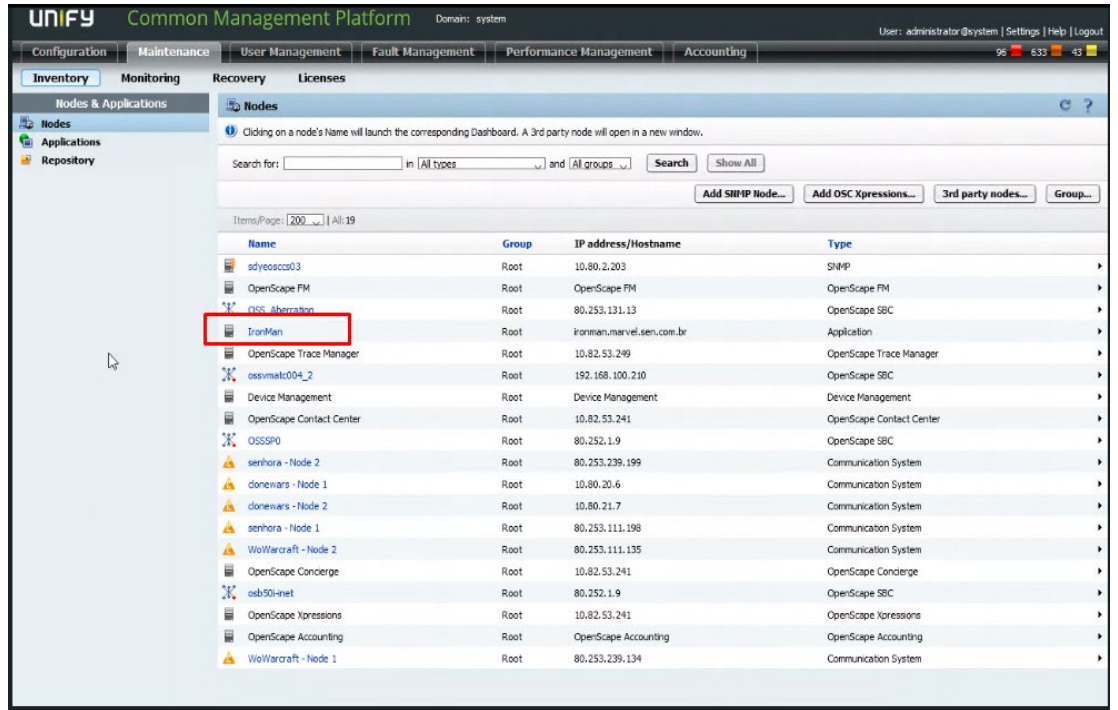 UNIFY Common Management Platform Domain: system
User: administrator@system | Settings | Help | Logout
Configuration Maintenance User Management Fault Management Performance Management Accounting 96 633 43
Inventory Monitoring Recovery Licenses
Nodes & Applications
Nodes
Applications
Repository
Nodes
Clicking on a node's Name will launch the corresponding Dashboard. A 3rd party node will open in a new window.
Search for: in All types and All groups Search Show All
Add SNMP Node... Add OSC Xpressions... 3rd party nodes... Group...
Items/Page: 200 | All: 19
Name Group IP address/Hostname Type
sdyeosccs03 Root 10.80.2.203 SNMP
OpenScape FM Root OpenScape FM OpenScape FM
OSS_Aberration Root 80.253.131.13 OpenScape SBC
IronMan Root ironman.marvel.sen.com.br Application
OpenScape Trace Manager Root 10.82.53.249 OpenScape Trace Manager
ossvmatc004_2 Root 192.168.100.210 OpenScape SBC
Device Management Root Device Management Device Management
OpenScape Contact Center Root 10.82.53.241 OpenScape Contact Center
OSSSP0 Root 80.252.1.9 OpenScape SBC
senhora - Node 2 Root 80.253.239.199 Communication System
clonewars - Node 1 Root 10.80.20.6 Communication System
clonewars - Node 2 Root 10.80.21.7 Communication System
senhora - Node 1 Root 80.253.111.198 Communication System
WoWarcraft - Node 2 Root 80.253.111.135 Communication System
OpenScape Concierge Root 10.82.53.241 OpenScape Concierge
osb50i-inet Root 80.252.1.9 OpenScape SBC
OpenScape Xpressions Root 10.82.53.241 OpenScape Xpressions
OpenScape Accounting Root OpenScape Accounting OpenScape Accounting
WoWarcraft - Node 1 Root 80.253.239.134 Communication System